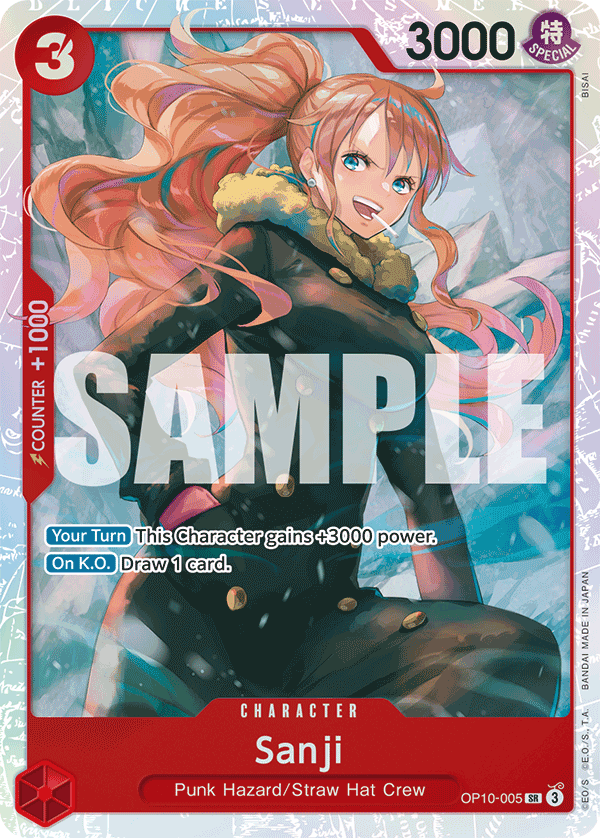 3
3000
特
SPECIAL
BISAI
COUNTER +1000
SAMPLE
Your Turn This Character gains +3000 power.
On K.O. Draw 1 card.
CHARACTER
Sanji
Punk Hazard/Straw Hat Crew
OP10-005 SR 3
©EO/S ©E.O./S, T.A. BANDAI MADE IN JAPAN